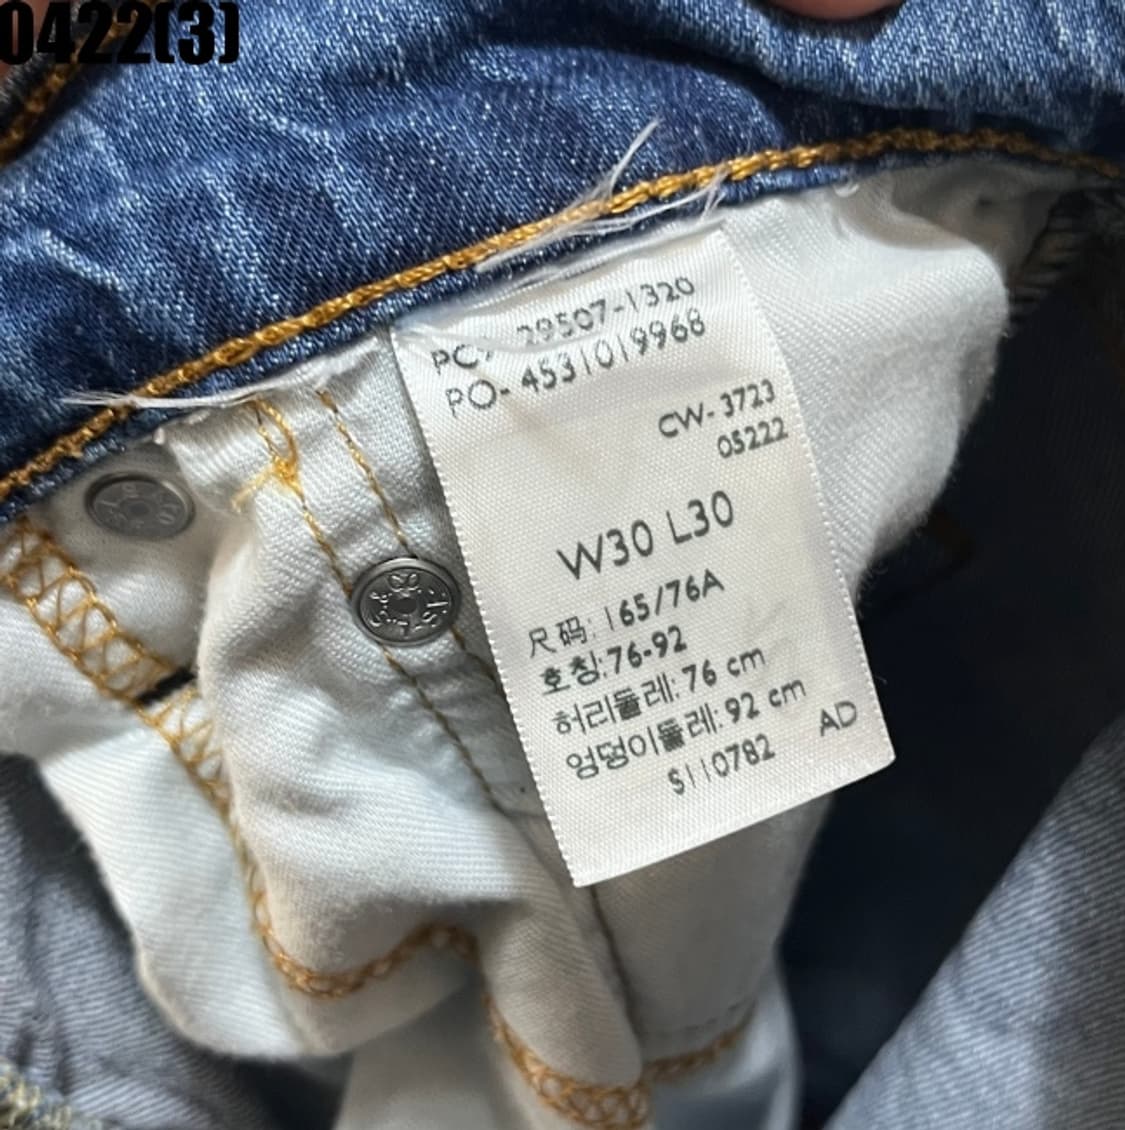 0422(3)
PC9 29507-1320
PO- 4531019968
CW- 3723
05222
W30 L30
尺码: 165/76A
호칭:76-92
허리둘레: 76 cm
엉덩이둘레: 92 cm
S110782
AD